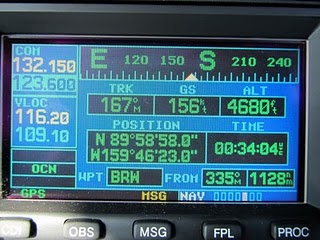 COM
132.150
123.600
VLOC
116.20
109.10
OCN
GPS
E 120 150 S 210 240
TRK GS ALT
167°M 156kt 4680ft
POSITION TIME
N 89°58'58.0"
W159°46'23.0"
00:34:04
WPT BRW FROM 335°M 1128nm
MSG NAV
CDI OBS MSG FPL PROC